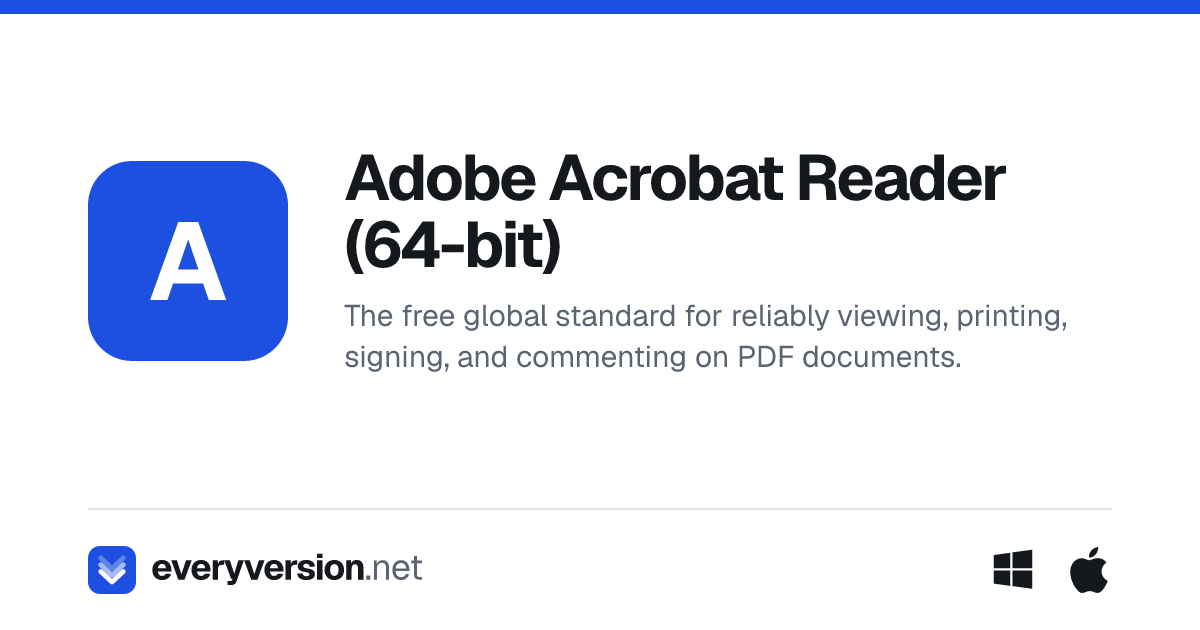 A
Adobe Acrobat Reader
(64-bit)
The free global standard for reliably viewing, printing,
signing, and commenting on PDF documents.
everyversion.net